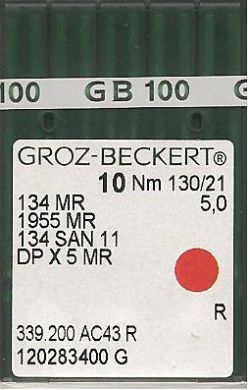 100 GB 100
GROZ-BECKERT®
10 Nm 130/21
134 MR 5,0
1955 MR
134 SAN 11
DP X 5 MR
R
339.200 AC43 R
120283400 G